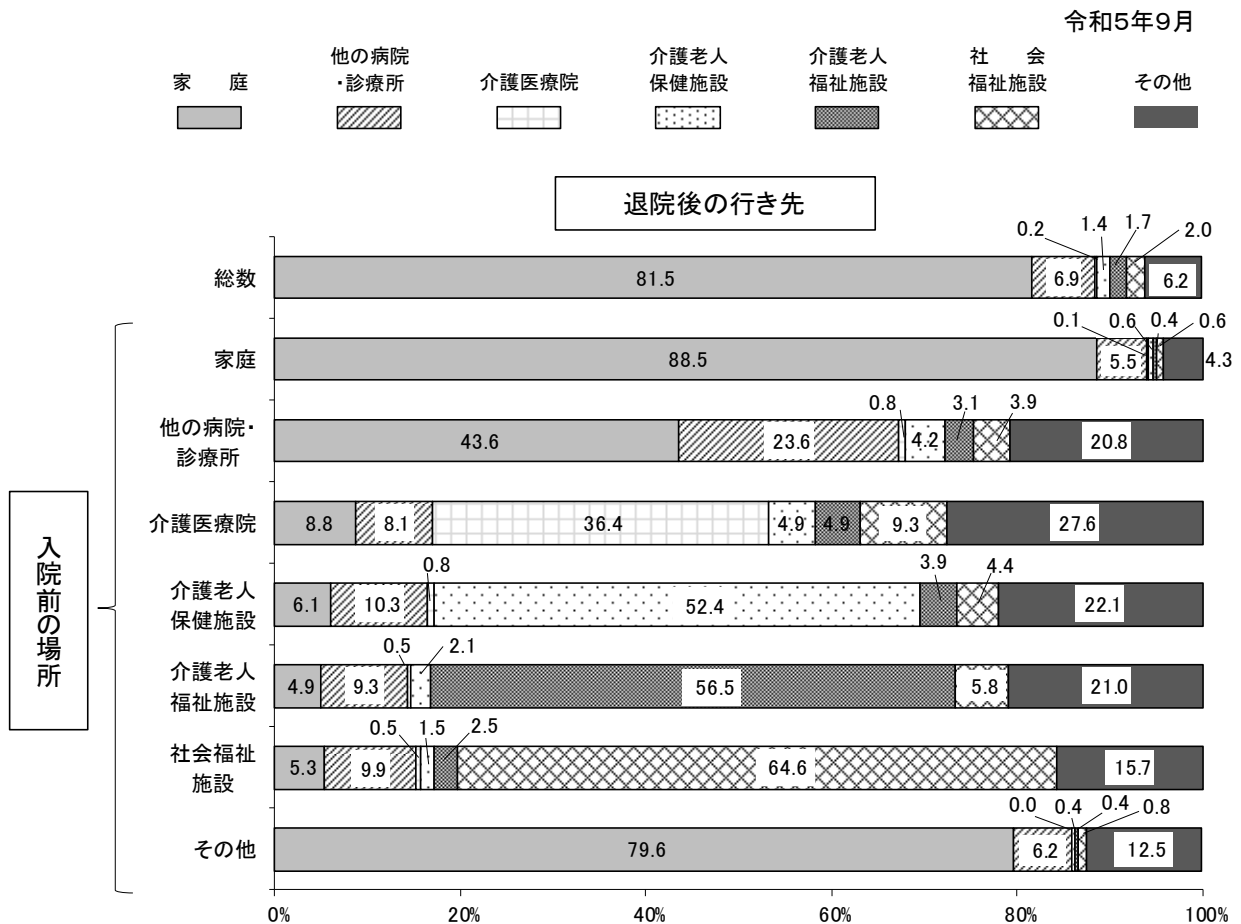 令和5年9月
家　　庭
他の病院
・診療所
介護医療院
介護老人
保健施設
介護老人
福祉施設
社　　会
福祉施設
その他
退院後の行き先
入院前の場所
総数
81.5
6.9
0.2
1.4
1.7
2.0
6.2
家庭
88.5
5.5
0.1
0.6
0.4
0.6
4.3
他の病院・
診療所
43.6
23.6
0.8
4.2
3.1
3.9
20.8
介護医療院
8.8
8.1
36.4
4.9
4.9
9.3
27.6
介護老人
保健施設
6.1
10.3
0.8
52.4
3.9
4.4
22.1
介護老人
福祉施設
4.9
9.3
0.5
2.1
56.5
5.8
21.0
社会福祉
施設
5.3
9.9
0.5
1.5
2.5
64.6
15.7
その他
79.6
6.2
0.0
0.4
0.4
0.8
12.5
0%
20%
40%
60%
80%
100%